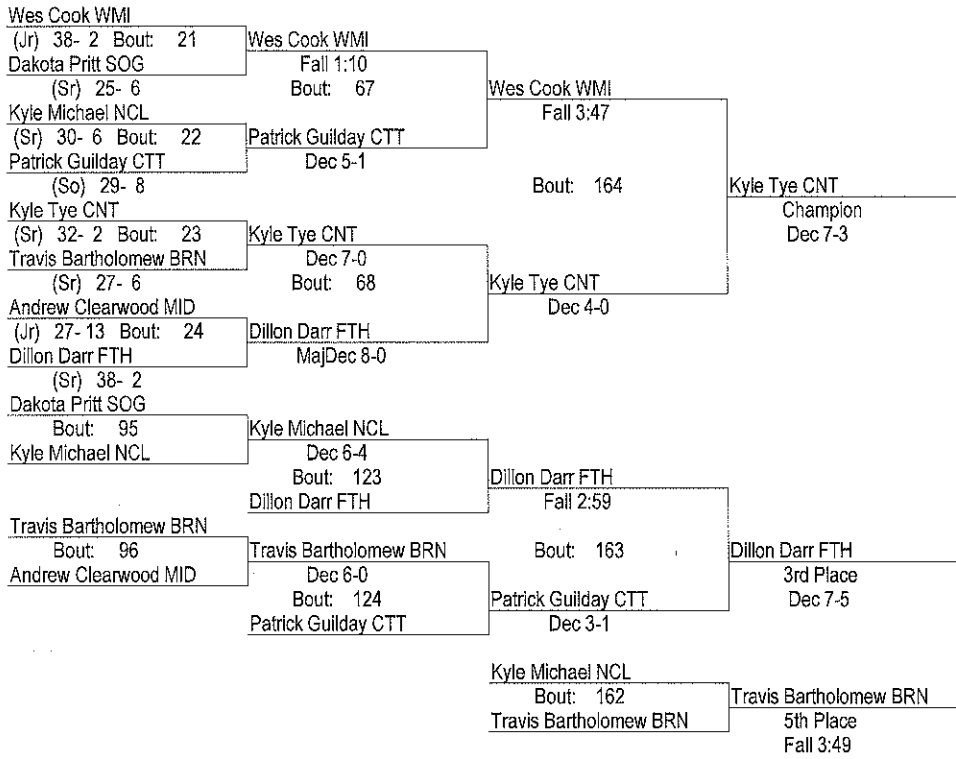 Wes Cook WMI
(Jr) 38- 2 Bout: 21
Dakota Pritt SOG
(Sr) 25- 6
Kyle Michael NCL
(Sr) 30- 6 Bout: 22
Patrick Guilday CTT
(So) 29- 8
Kyle Tye CNT
(Sr) 32- 2 Bout: 23
Travis Bartholomew BRN
(Sr) 27- 6
Andrew Clearwood MID
(Jr) 27- 13 Bout: 24
Dillon Darr FTH
(Sr) 38- 2
Wes Cook WMI
Fall 1:10
Bout: 67
Patrick Guilday CTT
Dec 5-1
Kyle Tye CNT
Dec 7-0
Bout: 68
Dillon Darr FTH
MajDec 8-0
Wes Cook WMI
Fall 3:47
Bout: 164
Kyle Tye CNT
Dec 4-0
Kyle Tye CNT
Champion
Dec 7-3
Dakota Pritt SOG
Bout: 95
Kyle Michael NCL
Travis Bartholomew BRN
Bout: 96
Andrew Clearwood MID
Kyle Michael NCL
Dec 6-4
Bout: 123
Dillon Darr FTH
Travis Bartholomew BRN
Dec 6-0
Bout: 124
Patrick Guilday CTT
Dillon Darr FTH
Fall 2:59
Bout: 163
Patrick Guilday CTT
Dec 3-1
Dillon Darr FTH
3rd Place
Dec 7-5
Kyle Michael NCL
Bout: 162
Travis Bartholomew BRN
Travis Bartholomew BRN
5th Place
Fall 3:49